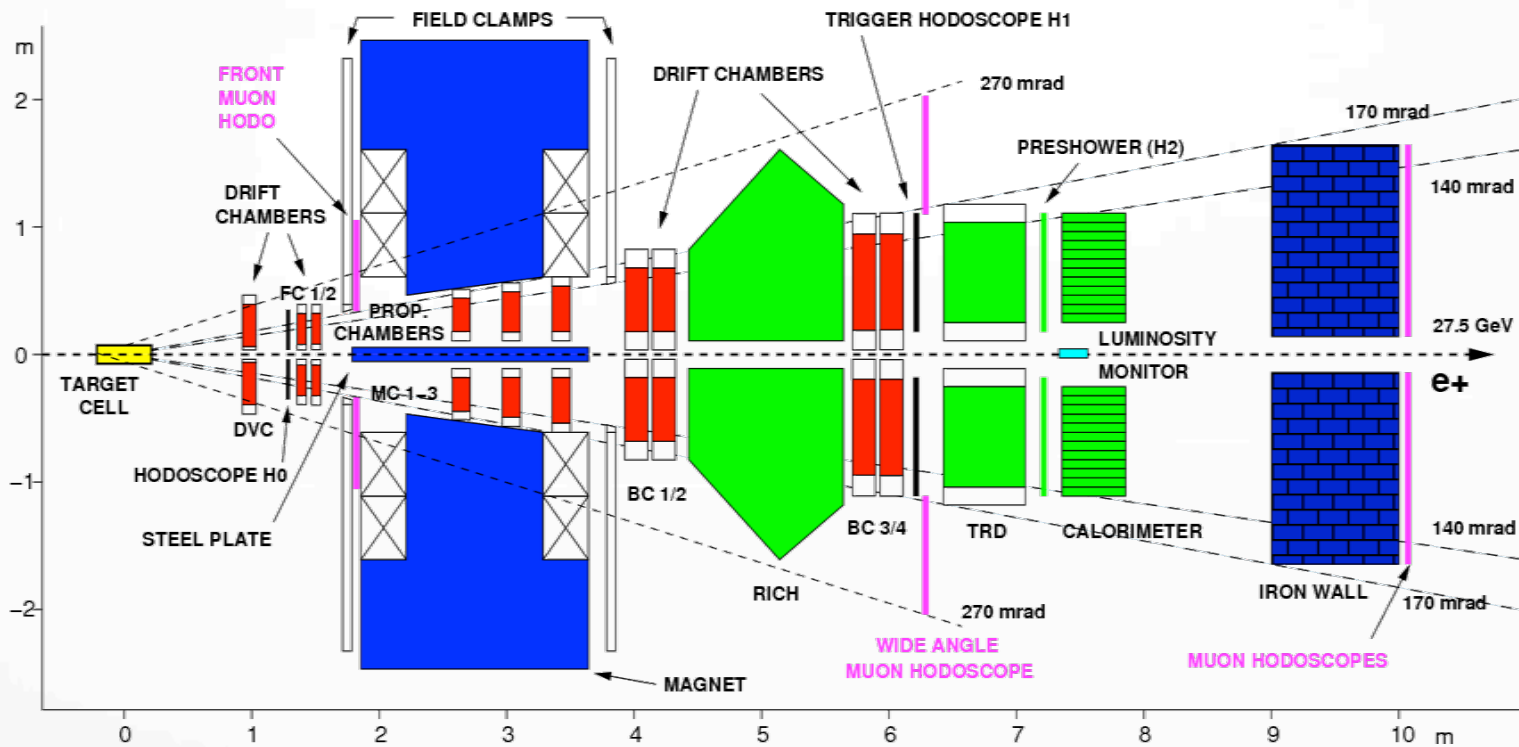 FIELD CLAMPS
TRIGGER HODOSCOPE H1
m
2
1
0
−1
−2
FRONT
MUON
HODO
DRIFT CHAMBERS
270 mrad
170 mrad
PRESHOWER (H2)
140 mrad
DRIFT
CHAMBERS
FC 1/2
PROP.
CHAMBERS
27.5 GeV
LUMINOSITY
MONITOR
e+
TARGET
CELL
MC 1−3
DVC
HODOSCOPE H0
BC 1/2
STEEL PLATE
BC 3/4
TRD
CALORIMETER
140 mrad
RICH
IRON WALL
170 mrad
270 mrad
WIDE ANGLE
MUON HODOSCOPE
MUON HODOSCOPES
MAGNET
0 1 2 3 4 5 6 7 8 9 10 m